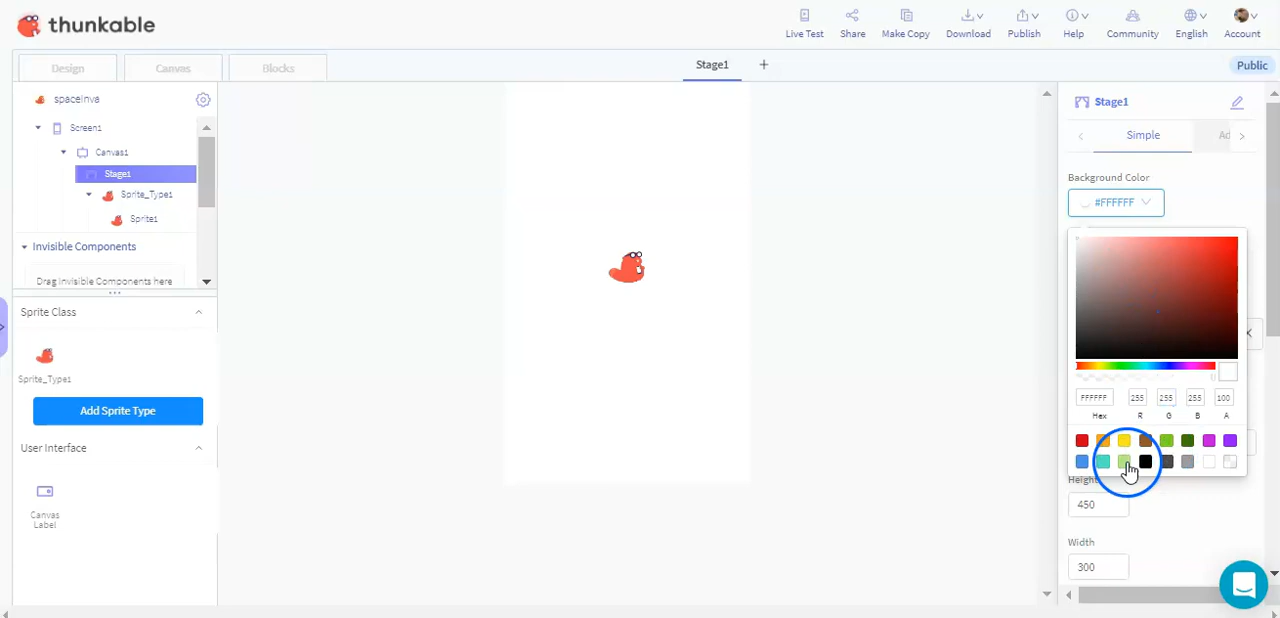 thunkable
Live Test
Share
Make Copy
Download
Publish
Help
Community
English
Account
Design
Canvas
Blocks
Stage1
+
Public
spaceInva
Screen1
Canvas1
Stage1
Sprite_Type1
Sprite1
Invisible Components
Drag Invisible Components here
Sprite Class
Sprite_Type1
Add Sprite Type
User Interface
Canvas
Label
Stage1
Simple
Ad
Background Color
#FFFFFF
FFFFFF 255 255 255 100
Hex R G B A
Height
450
Width
300